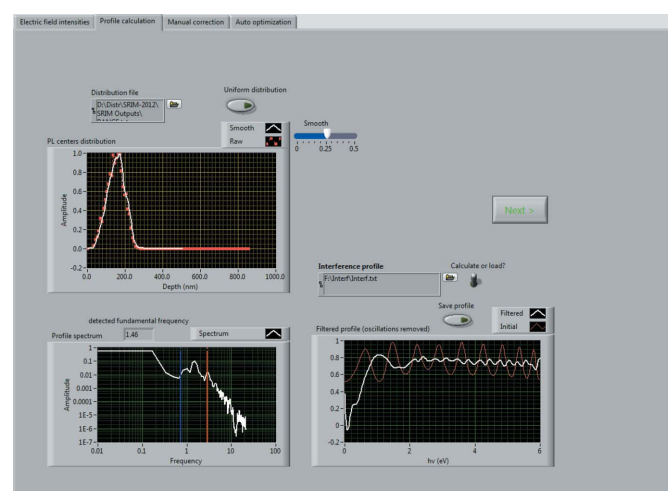 Electric field intensities Profile calculation Manual correction Auto optimization
Distribution file
D:\Distr\SRIM-2012\
SRIM Outputs\
Uniform distribution
Smooth
Raw
Smooth
0 0.25 0.5
PL centers distribution
Amplitude
1.0
0.8
0.6
0.4
0.2
0.0
-0.2
0.0 200.0 400.0 600.0 800.0 1000.0
Depth (nm)
Next >
Interference profile
F:\Interf\Interf.txt
Calculate or load?
Save profile
detected fundamental frequency
Profile spectrum 1.46 Spectrum
Amplitude
1
0.1
0.01
0.001
0.0001
1E-5
1E-6
1E-7
0.01 0.1 1 10 100
Frequency
Filtered
Initial
Filtered profile (oscillations removed)
1
0.8
0.6
0.4
0.2
0
-0.2
0 2 4 6
hv (eV)